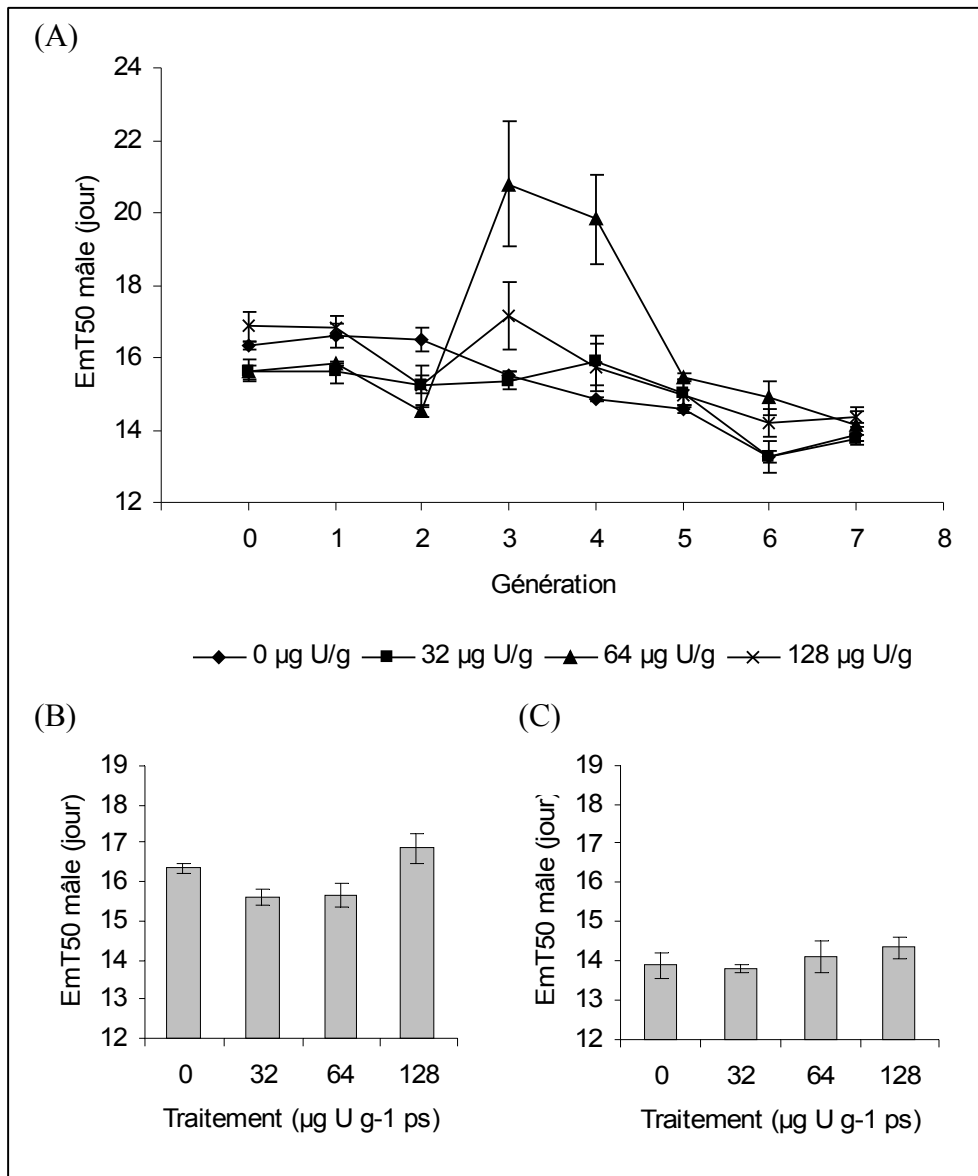 (A)
24
22
20
18
16
14
12
EmT50 mâle (jour)
0 1 2 3 4 5 6 7 8
Génération
0 µg U/g 32 µg U/g 64 µg U/g 128 µg U/g
(B)
19
18
17
16
15
14
13
12
EmT50 mâle (jour)
0 32 64 128
Traitement (µg U g-1 ps)
(C)
19
18
17
16
15
14
13
12
EmT50 mâle (jour)
0 32 64 128
Traitement (µg U g-1 ps)